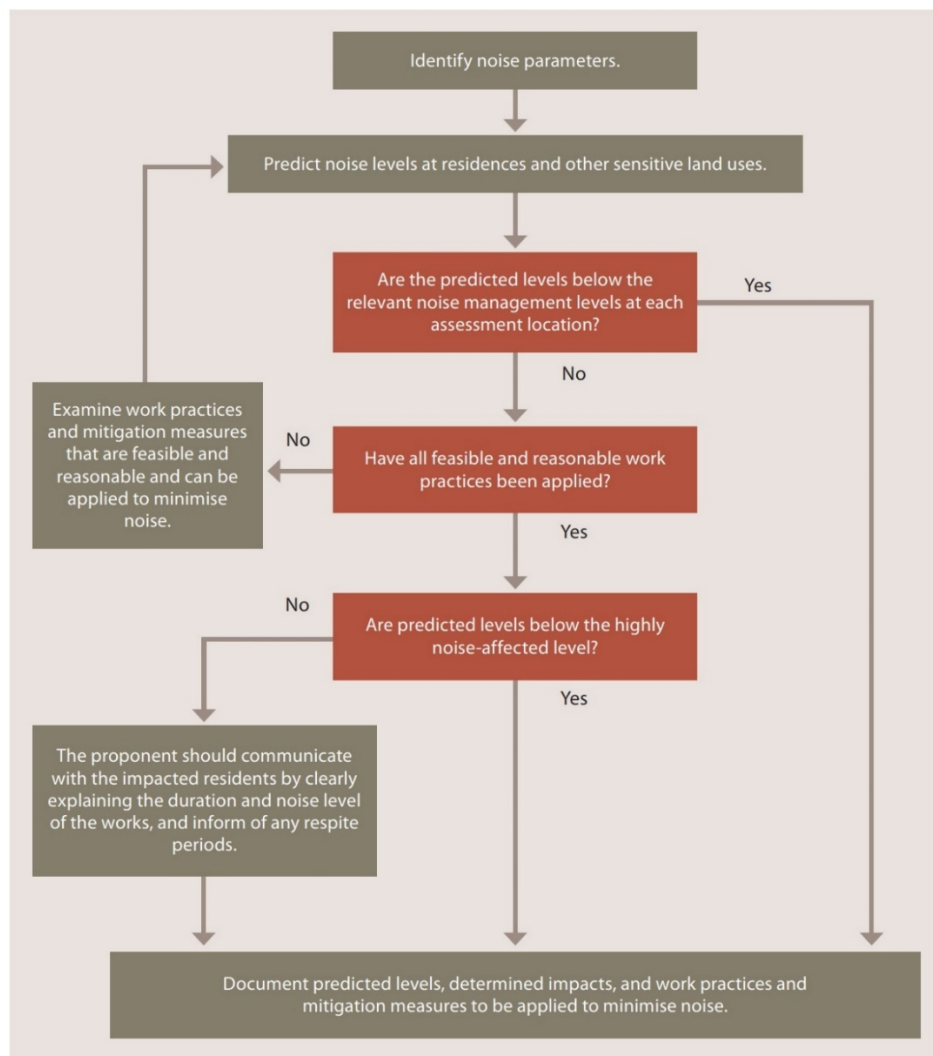 Identify noise parameters.
Predict noise levels at residences and other sensitive land uses.
Are the predicted levels below the
relevant noise management levels at each
assessment location?
Yes
No
Examine work practices
and mitigation measures
that are feasible and
reasonable and can be
applied to minimise
noise.
No
Have all feasible and reasonable work
practices been applied?
Yes
No
Are predicted levels below the highly
noise-affected level?
Yes
The proponent should communicate
with the impacted residents by clearly
explaining the duration and noise level
of the works, and inform of any respite
periods.
Document predicted levels, determined impacts, and work practices and
mitigation measures to be applied to minimise noise.